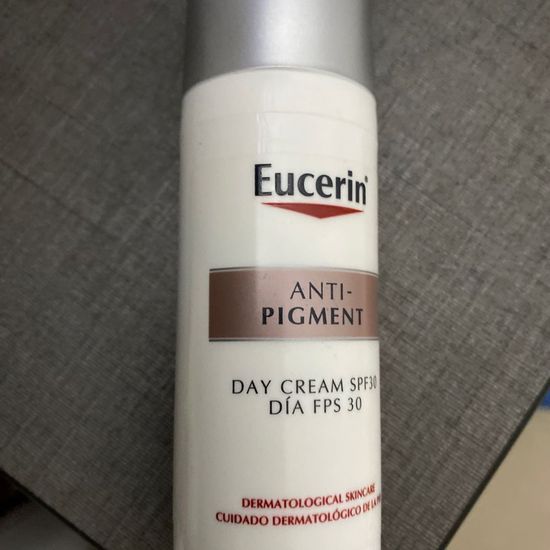 Eucerin®
ANTI-
PIGMENT
DAY CREAM SPF30
DÍA FPS 30
DERMATOLOGICAL SKINCARE
CUIDADO DERMATOLÓGICO DE LA